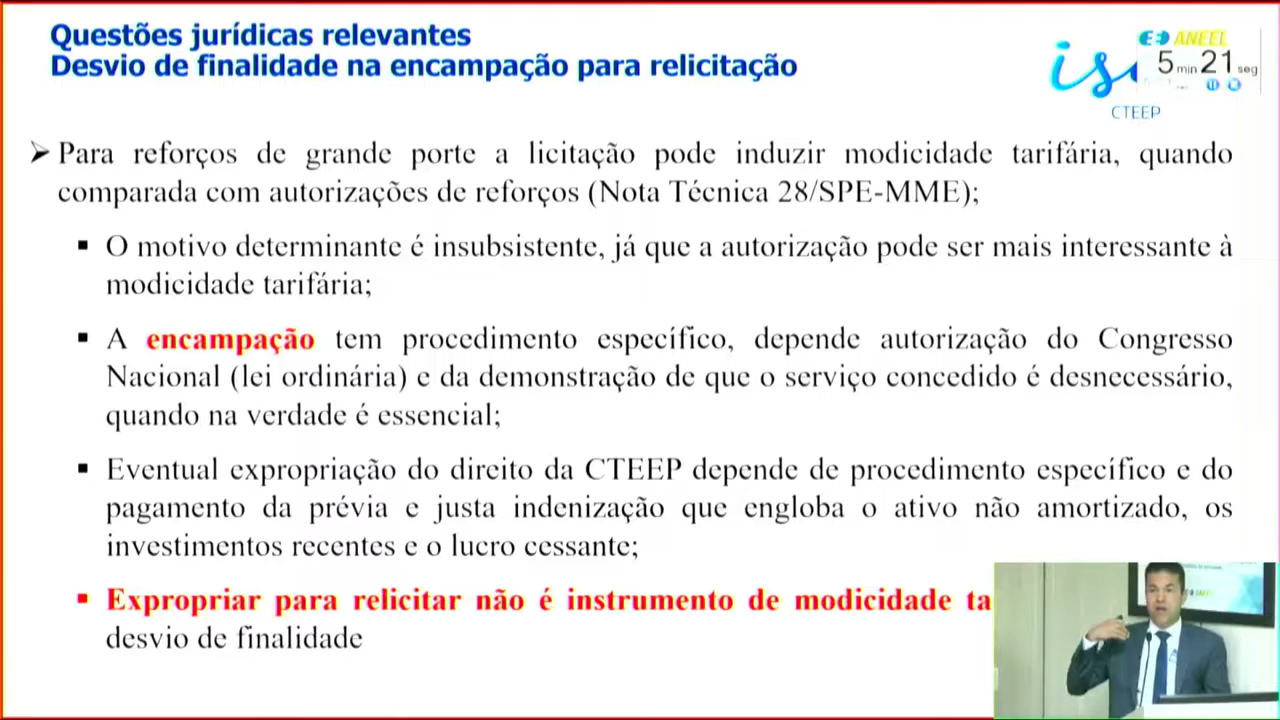 Questões jurídicas relevantes
Desvio de finalidade na encampação para relicitação
ANEEL
5 min 21 seg
CTEEP
Para reforços de grande porte a licitação pode induzir modicidade tarifária, quando
comparada com autorizações de reforços (Nota Técnica 28/SPE-MME);
O motivo determinante é insubsistente, já que a autorização pode ser mais interessante à
modicidade tarifária;
A encampação tem procedimento específico, depende autorização do Congresso
Nacional (lei ordinária) e da demonstração de que o serviço concedido é desnecessário,
quando na verdade é essencial;
Eventual expropriação do direito da CTEEP depende de procedimento específico e do
pagamento da prévia e justa indenização que engloba o ativo não amortizado, os
investimentos recentes e o lucro cessante;
Expropriar para relicitar não é instrumento de modicidade ta
desvio de finalidade